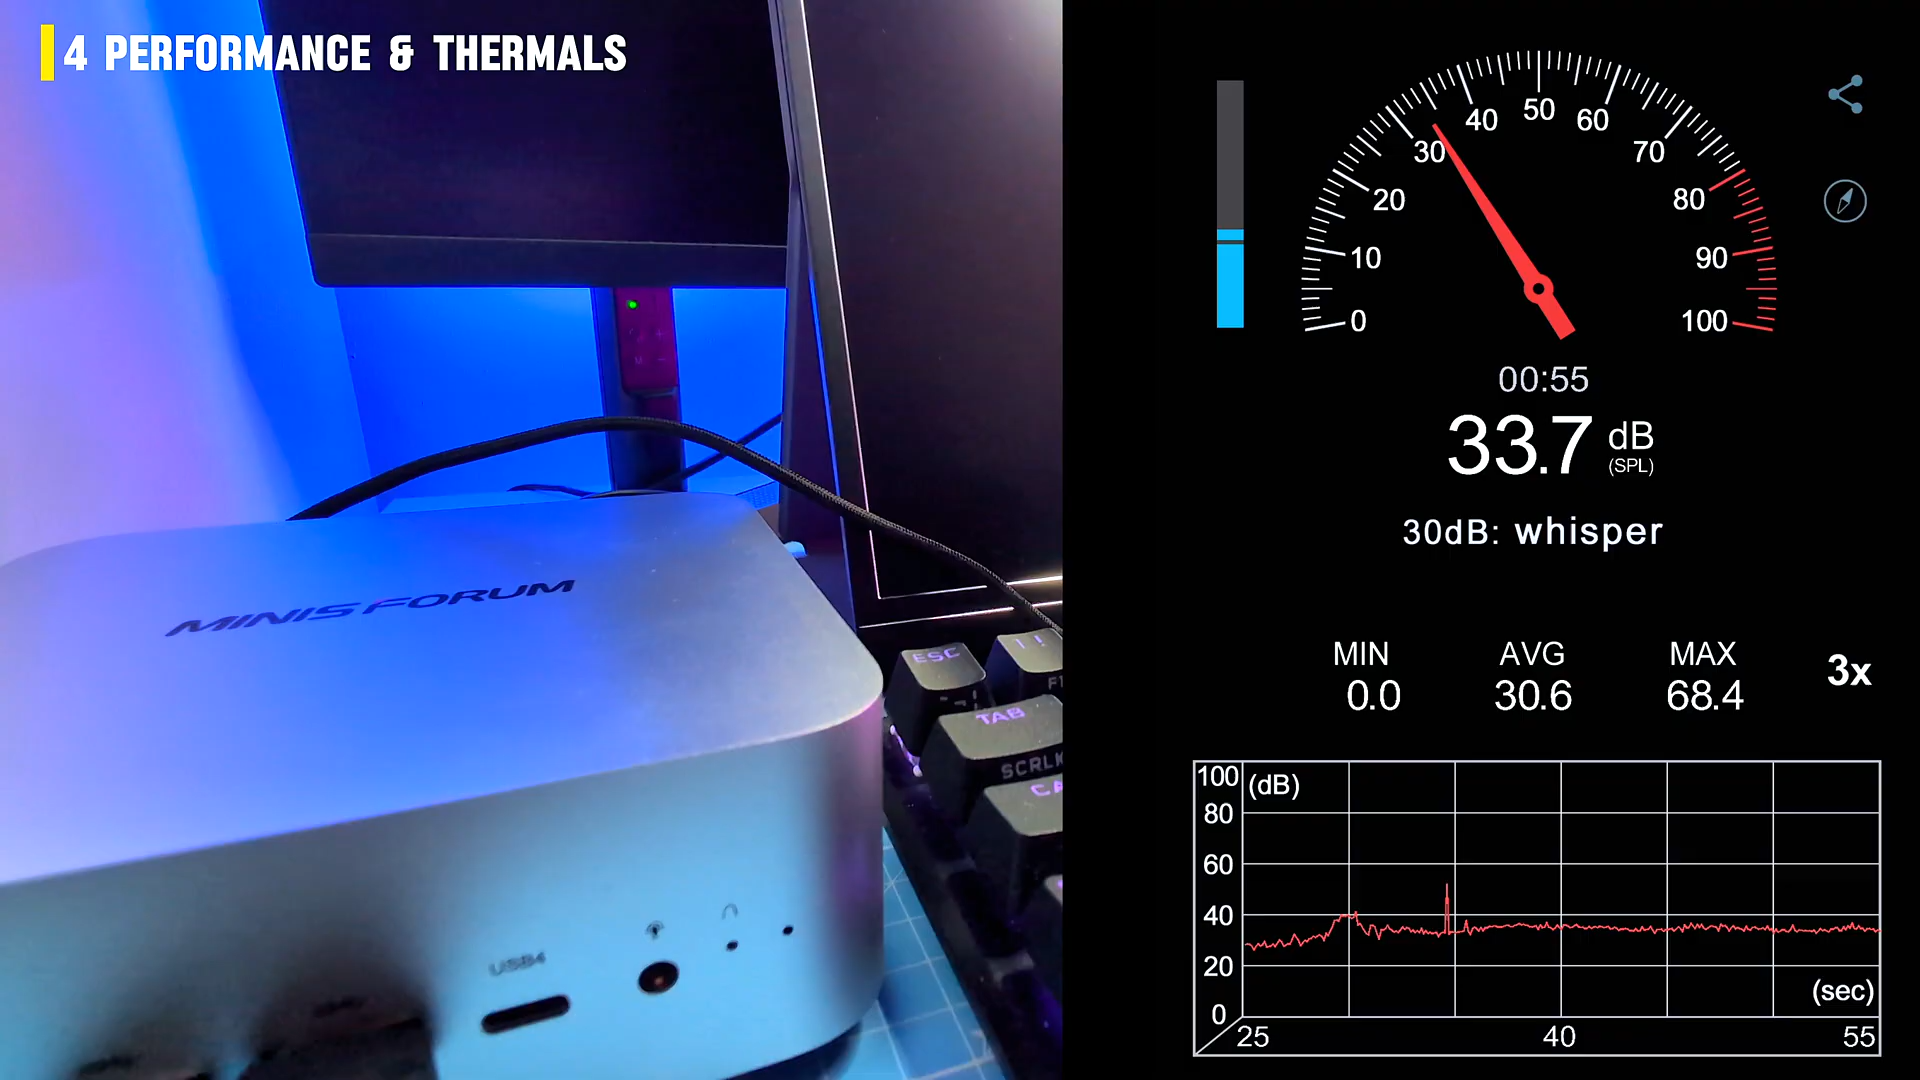 4 PERFORMANCE & THERMALS
MINISFORUM
USB4
ESC
! !
F1
TAB
SCRLK
CA
0
10
20
30
40
50
60
70
80
90
100
00:55
33.7 dB
(SPL)
30dB: whisper
MIN AVG MAX
0.0 30.6 68.4
3x
100 (dB)
80
60
40
20
0
(sec)
25 40 55